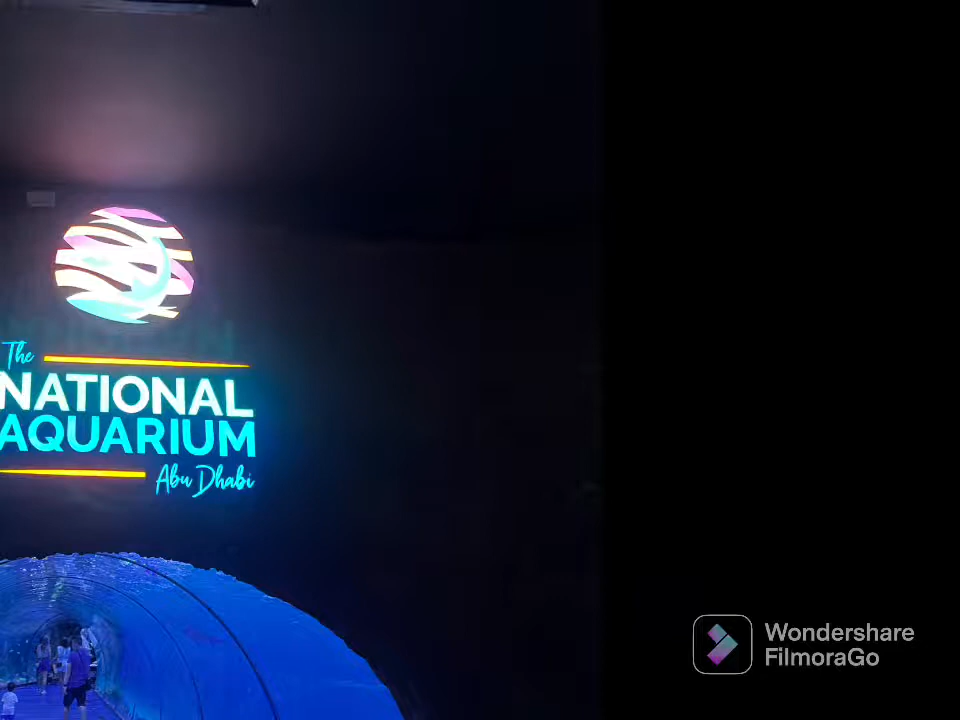 The
NATIONAL
AQUARIUM
Abu Dhabi
Wondershare
FilmoraGo